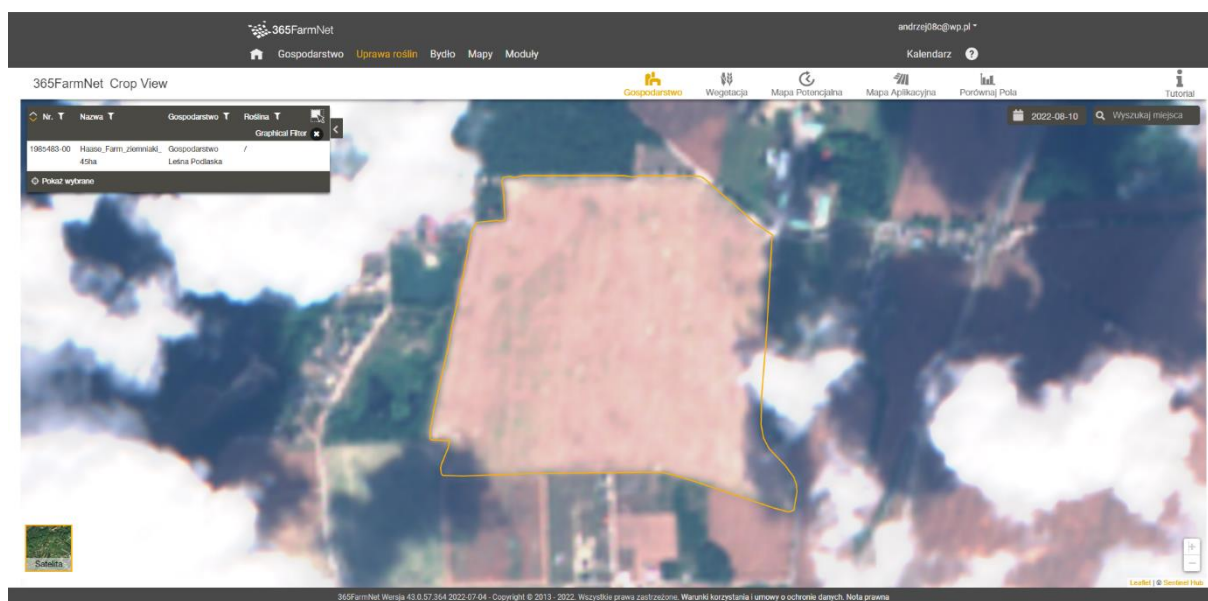 365FarmNet
andrzej08c@wp.pl
Gospodarstwo Uprawa roślin Bydło Mapy Moduły
Kalendarz ?
365FarmNet Crop View
Gospodarstwo Wegetacja Mapa Potencjalna Mapa Aplikacyjna Porównaj Pola Tutorial
Nr. Nazwa Gospodarstwo Roślina
Graphical Filter
2022-08-10 Wyszukaj miejsca
1985483-00 Haase_Farm_ziemniaki_ Gospodarstwo /
45ha Leśna Podlaska
Pokaż wybrane
Satelita
+
−
Leaflet | © Sentinel Hub
365FarmNet Wersja 43.0.57.364 2022-07-04 - Copyright © 2013 - 2022. Wszystkie prawa zastrzeżone. Warunki korzystania i umowy o ochronie danych. Nota prawna